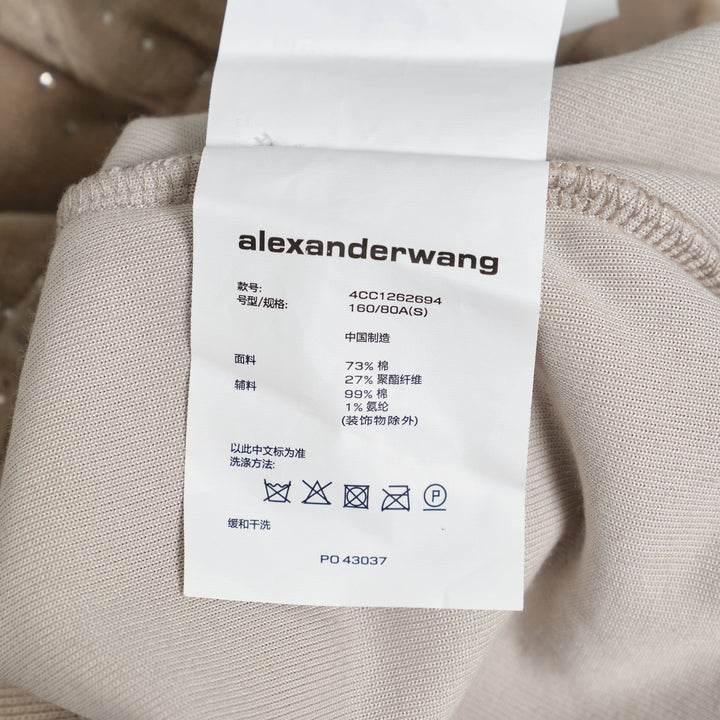 alexanderwang
款号: 4CC1262694
号型/规格: 160/80A(S)
中国制造
面料 73% 棉
27% 聚酯纤维
辅料 99% 棉
1% 氨纶
(装饰物除外)
以此中文标为准
洗涤方法:
P
缓和干洗
PO 43037